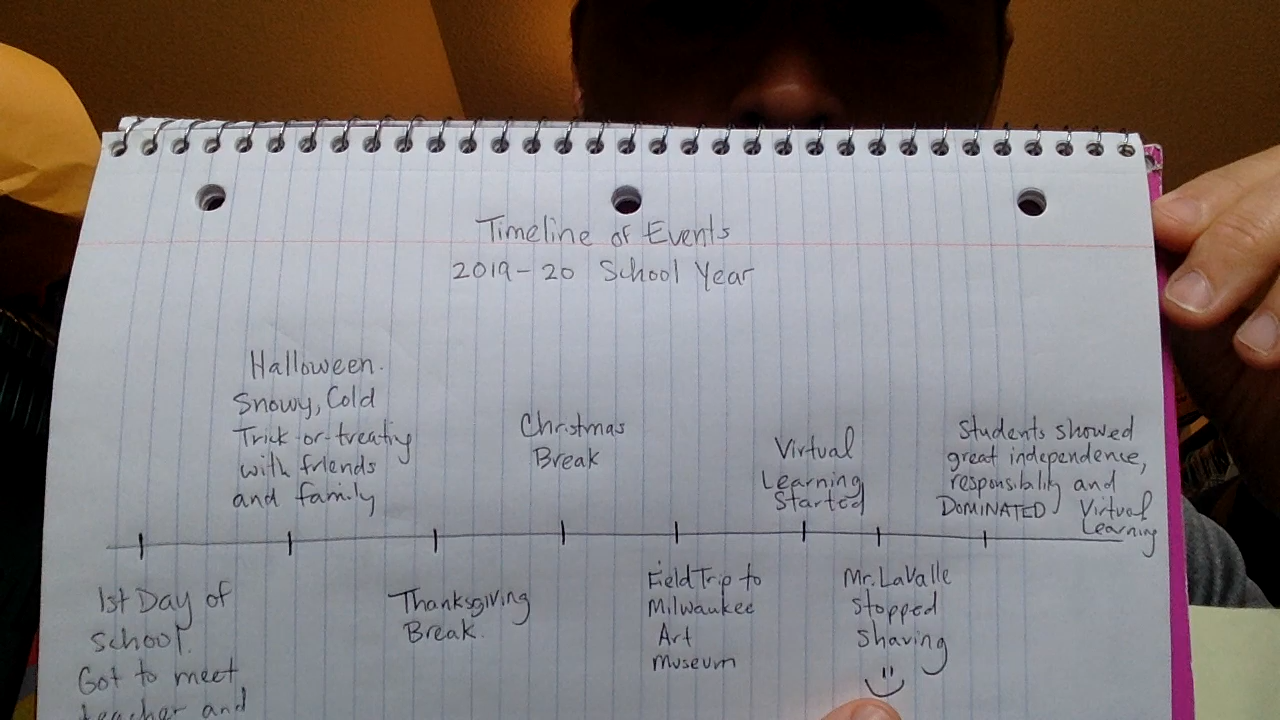 Timeline of Events
2019-20 School Year
Halloween.
Snowy, Cold
Trick-or-treating
with friends
and family
Christmas
Break
Virtual
Learning
Started
Students showed
great independence,
responsibility and
DOMINATED Virtual
Learning
1st Day of
School.
Got to meet
teacher and
Thanksgiving
Break.
Field Trip to
Milwaukee
Art
Museum
Mr. LaValle
stopped
shaving